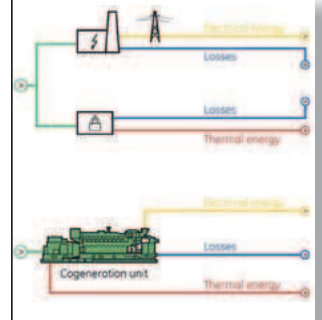 Electrical energy
Losses
Losses
Thermal energy
Electrical energy
Losses
Cogeneration unit
Thermal energy